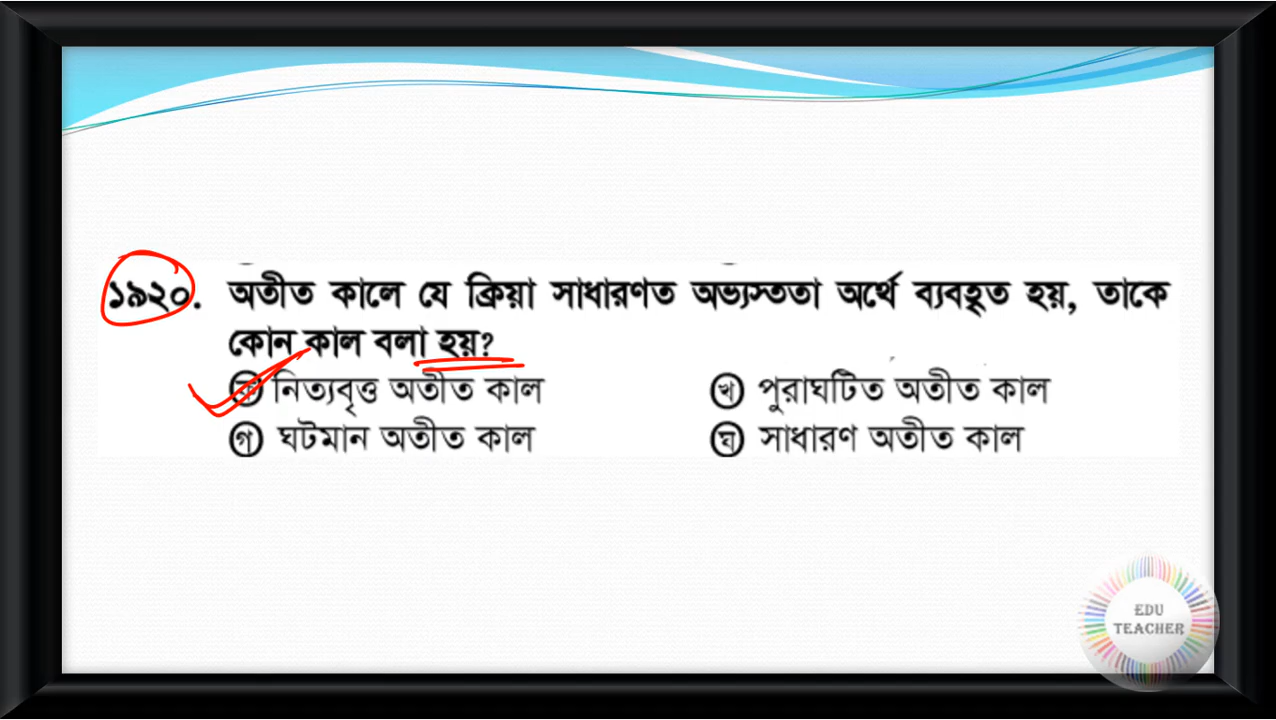 ১৯২০. অতীত কালে যে ক্রিয়া সাধারণত অভ্যস্ততা অর্থে ব্যবহৃত হয়, তাকে
কোন কাল বলা হয়?
ক নিত্যবৃত্ত অতীত কাল খ পুরাঘটিত অতীত কাল
গ ঘটমান অতীত কাল ঘ সাধারণ অতীত কাল
EDU
TEACHER